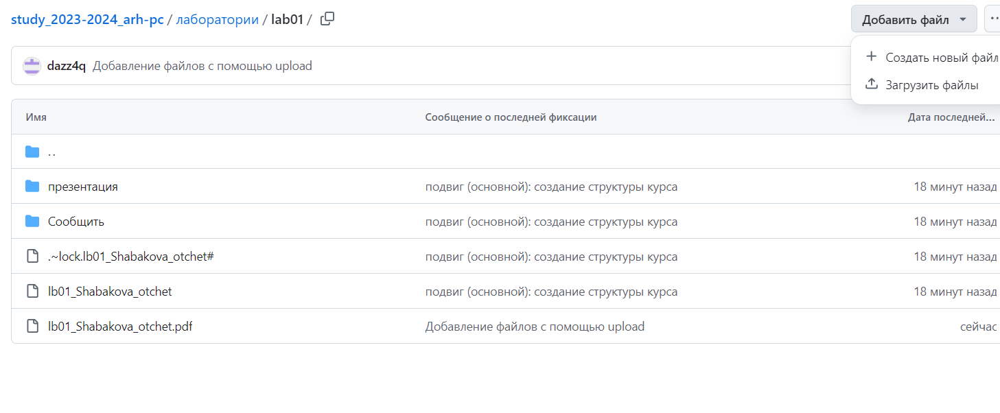 study_2023-2024_arh-pc / лаборатории / lab01 /
Добавить файл
Создать новый файл
Загрузить файлы
dazz4q Добавление файлов с помощью upload
Имя Сообщение о последней фиксации Дата последней...
..
презентация подвиг (основной): создание структуры курса 18 минут назад
Сообщить подвиг (основной): создание структуры курса 18 минут назад
.~lock.lb01_Shabakova_otchet# подвиг (основной): создание структуры курса 18 минут назад
lb01_Shabakova_otchet подвиг (основной): создание структуры курса 18 минут назад
lb01_Shabakova_otchet.pdf Добавление файлов с помощью upload сейчас